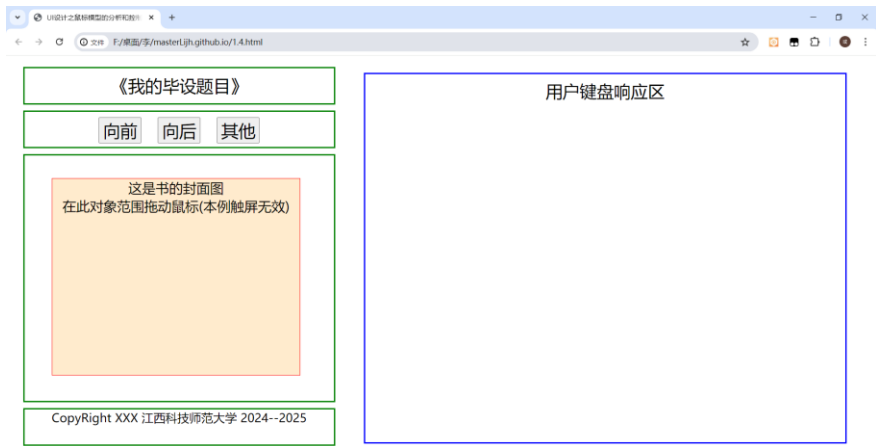 UI设计之鼠标模型的分析和控
文件 F:/桌面/李/masterLijh.github.io/1.4.html
《我的毕设题目》
向前 向后 其他
这是书的封面图
在此对象范围拖动鼠标(本例触屏无效)
CopyRight XXX 江西科技师范大学 2024--2025
用户键盘响应区